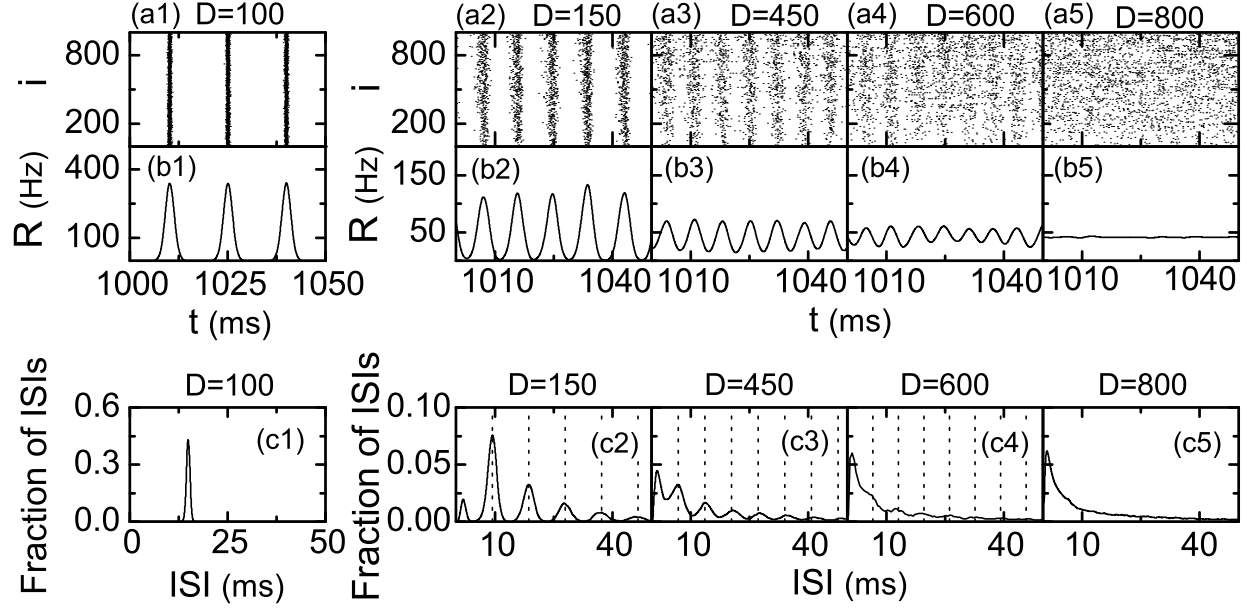 (a1) D=100 (a2) D=150 (a3) D=450 (a4) D=600 (a5) D=800
i 800 200
i 800 200
R (Hz) 400 100 (b1)
R (Hz) 150 50 (b2) (b3) (b4) (b5)
1000 1025 1050 1010 1040 1010 1040 1010 1040 1010 1040
t (ms) t (ms)
D=100 D=150 D=450 D=600 D=800
Fraction of ISIs 0.6 0.3 0.0 (c1)
Fraction of ISIs 0.10 0.05 0.00 (c2) (c3) (c4) (c5)
0 25 50 10 40 10 40 10 40 10 40
ISI (ms) ISI (ms)